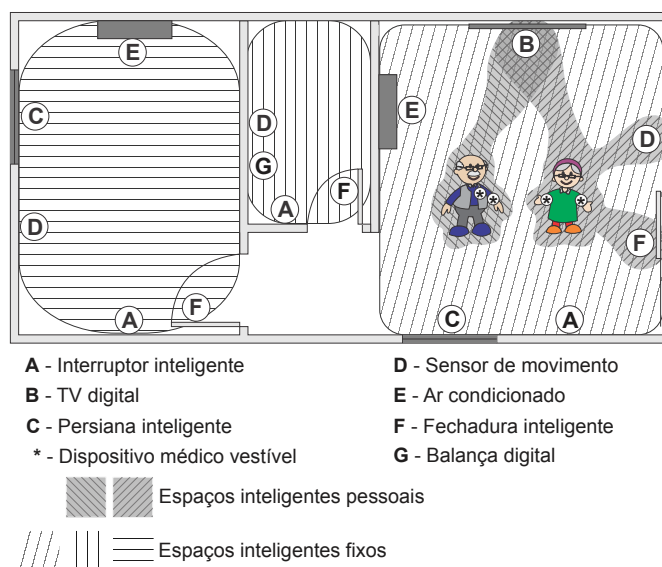 E
B
C
E
D
D
G
D
F
A
F
F
A
C
A
* *
* *
A - Interruptor inteligente
B - TV digital
C - Persiana inteligente
* - Dispositivo médico vestível
D - Sensor de movimento
E - Ar condicionado
F - Fechadura inteligente
G - Balança digital
Espaços inteligentes pessoais
Espaços inteligentes fixos